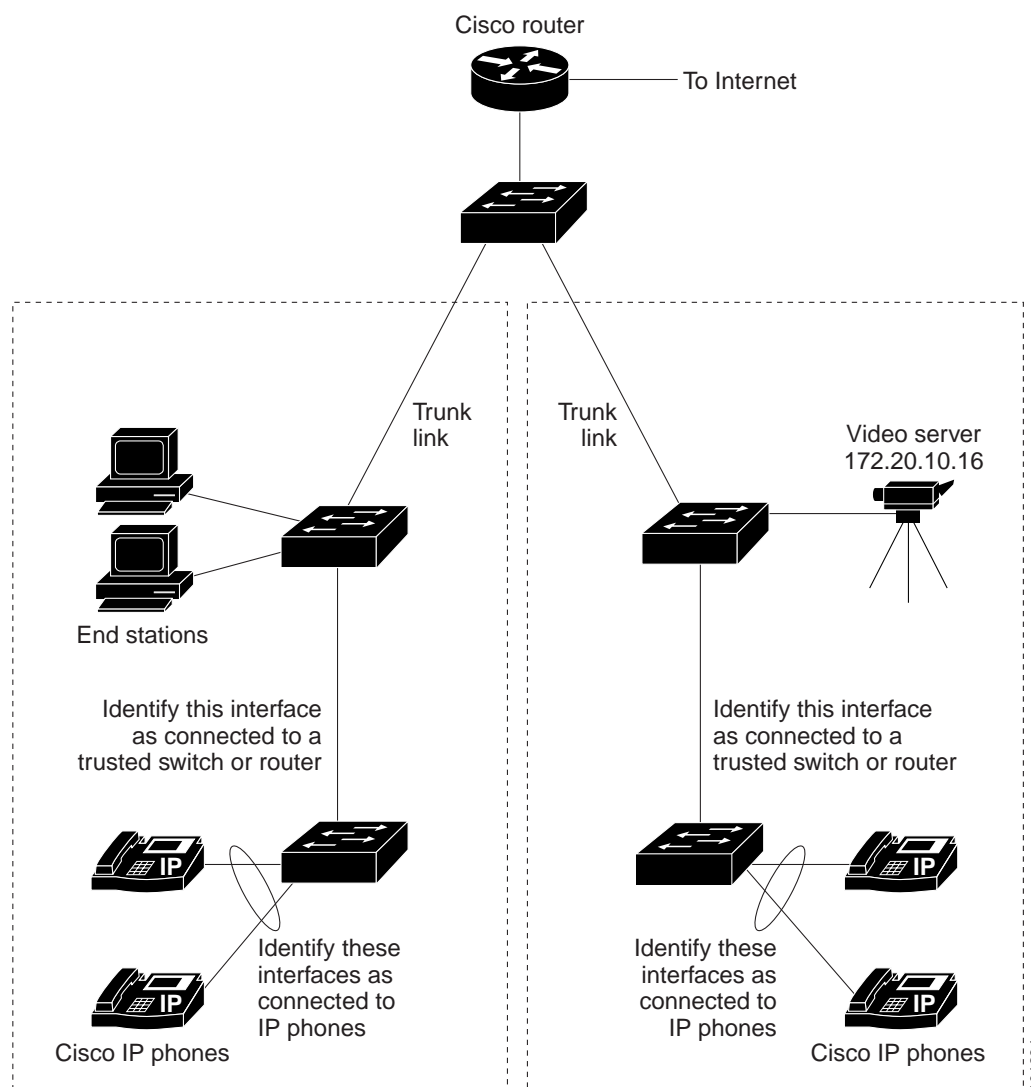 Cisco router
To Internet
Trunk
link
Trunk
link
Video server
172.20.10.16
End stations
Identify this interface
as connected to a
trusted switch or router
Identify this interface
as connected to a
trusted switch or router
IP
IP
Identify these
interfaces as
connected to
IP phones
Identify these
interfaces as
connected to
IP phones
IP
IP
Cisco IP phones
Cisco IP phones